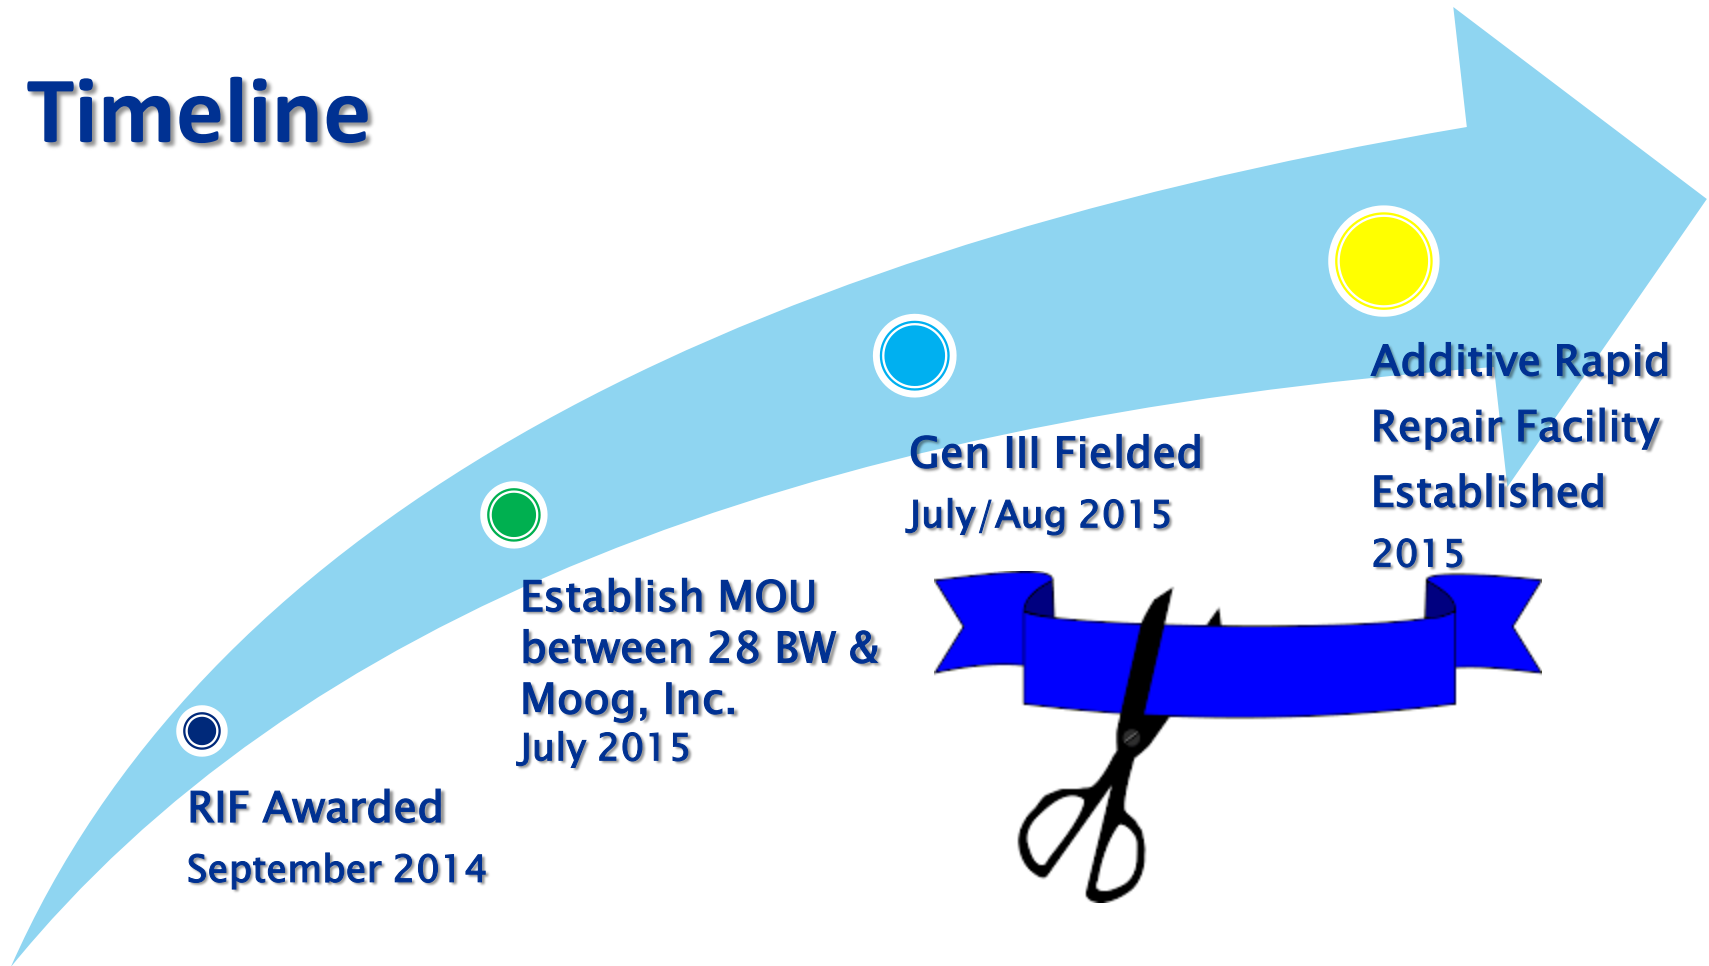 Timeline
RIF Awarded
September 2014
Establish MOU
between 28 BW &
Moog, Inc.
July 2015
Gen III Fielded
July/Aug 2015
Additive Rapid
Repair Facility
Established
2015